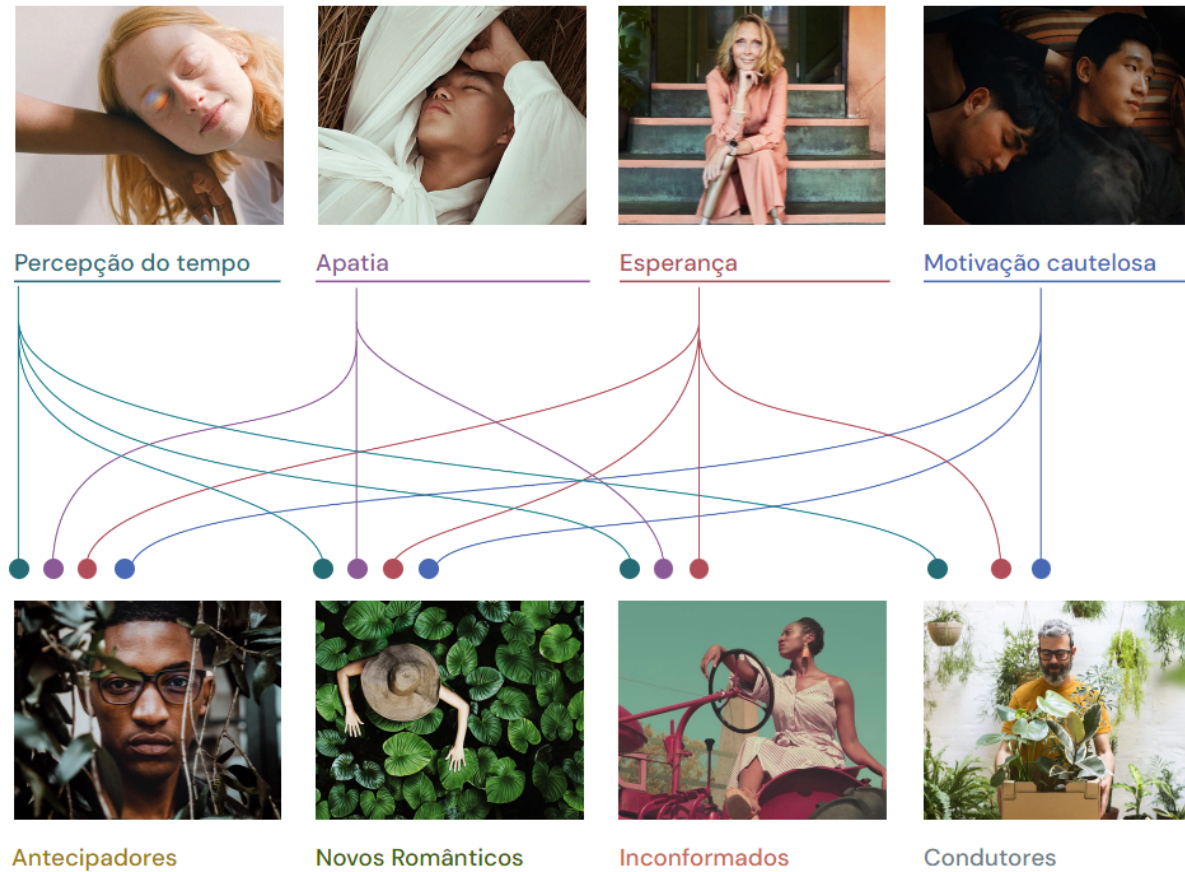 Percepção do tempo
Apatia
Esperança
Motivação cautelosa
Antecipadores
Novos Românticos
Inconformados
Condutores